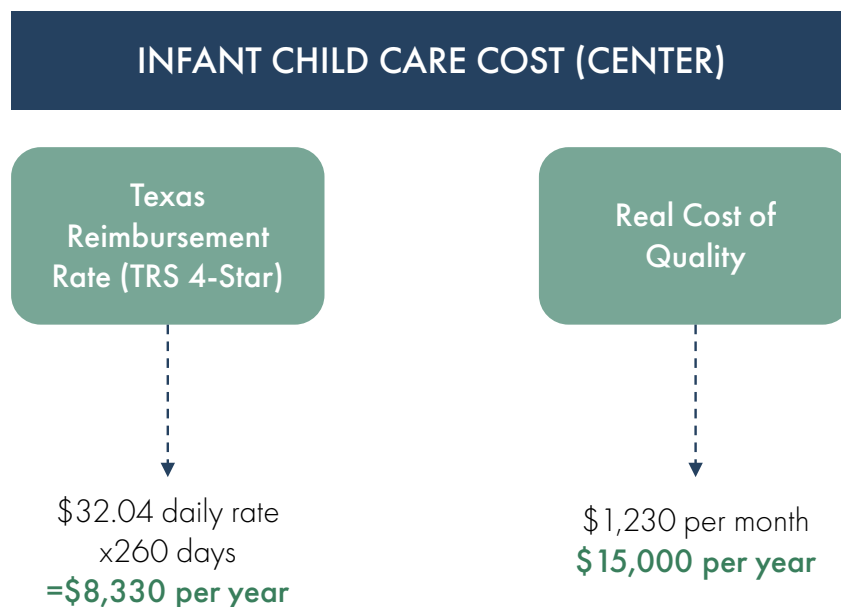 INFANT CHILD CARE COST (CENTER)
Texas
Reimbursement
Rate (TRS 4-Star)
Real Cost of
Quality
$32.04 daily rate
x260 days
=$8,330 per year
$1,230 per month
$15,000 per year